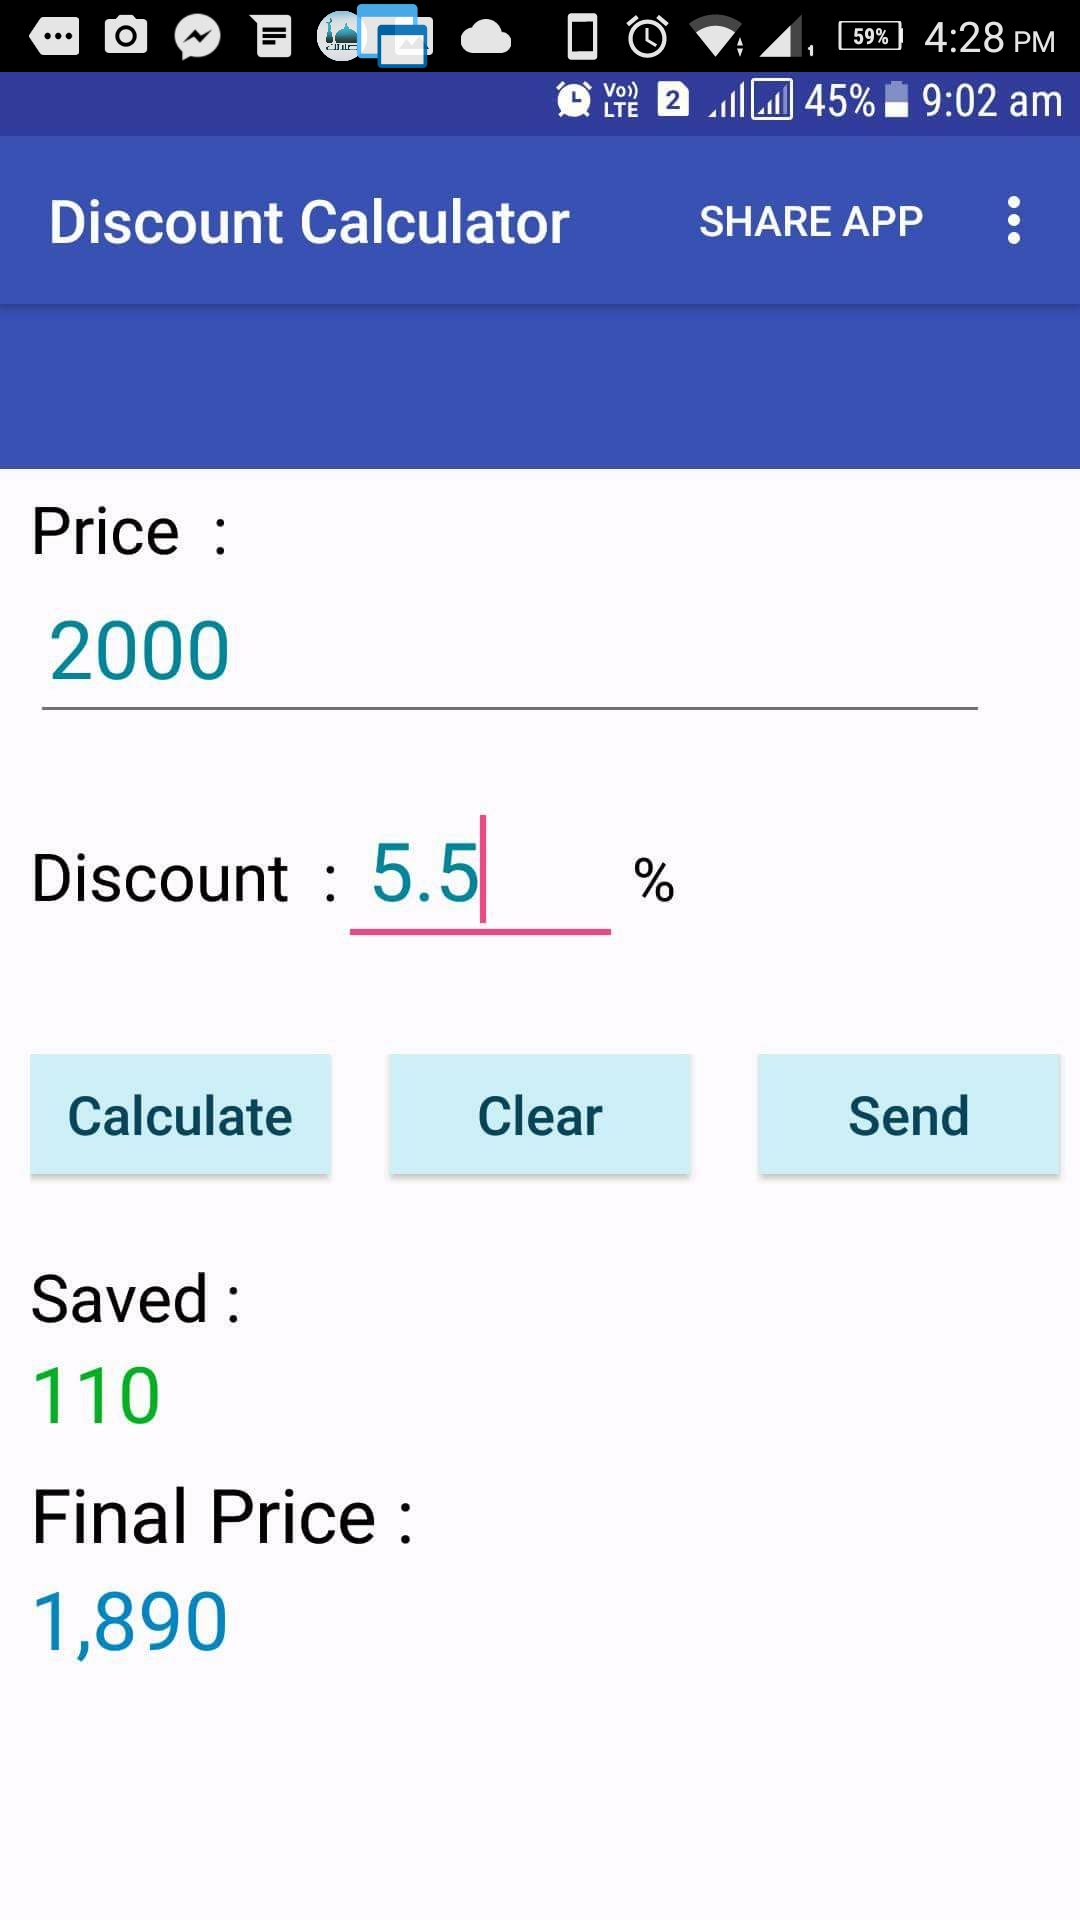 59% 4:28 PM
Vo)) LTE 2 45% 9:02 am
Discount Calculator SHARE APP
Price :
2000
Discount : 5.5 %
Calculate Clear Send
Saved :
110
Final Price :
1,890